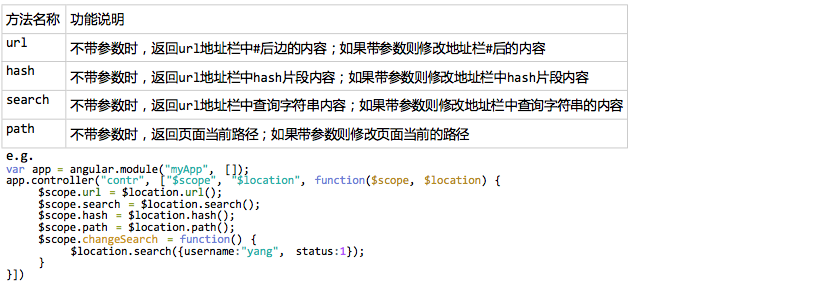 方法名称 功能说明
url 不带参数时，返回url地址栏中#后边的内容；如果带参数则修改地址栏#后的内容
hash 不带参数时，返回url地址栏中hash片段内容；如果带参数则修改地址栏中hash片段内容
search 不带参数时，返回url地址栏中查询字符串内容；如果带参数则修改地址栏中查询字符串的内容
path 不带参数时，返回页面当前路径；如果带参数则修改页面当前的路径
e.g.
var app = angular.module("myApp", []);
app.controller("contr", ["$scope", "$location", function($scope, $location) {
$scope.url = $location.url();
$scope.search = $location.search();
$scope.hash = $location.hash();
$scope.path = $location.path();
$scope.changeSearch = function() {
$location.search({username:"yang", status:1});
}
}])